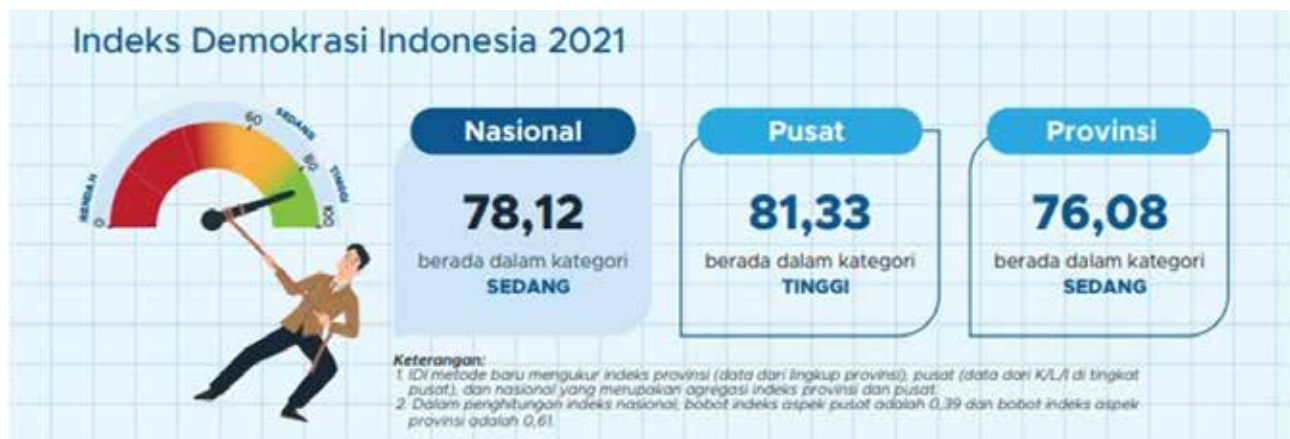 Indeks Demokrasi Indonesia 2021
RENDAH
SEDANG
TINGGI
0
60
80
100
Nasional
78,12
berada dalam kategori
SEDANG
Pusat
81,33
berada dalam kategori
TINGGI
Provinsi
76,08
berada dalam kategori
SEDANG
Keterangan:
1. IDI metode baru mengukur indeks provinsi (data dari lingkup provinsi), pusat (data dari K/L/I di tingkat
pusat), dan nasional yang merupakan agregasi indeks provinsi dan pusat.
2. Dalam penghitungan indeks nasional, bobot indeks aspek pusat adalah 0,39 dan bobot indeks aspek
provinsi adalah 0,61.